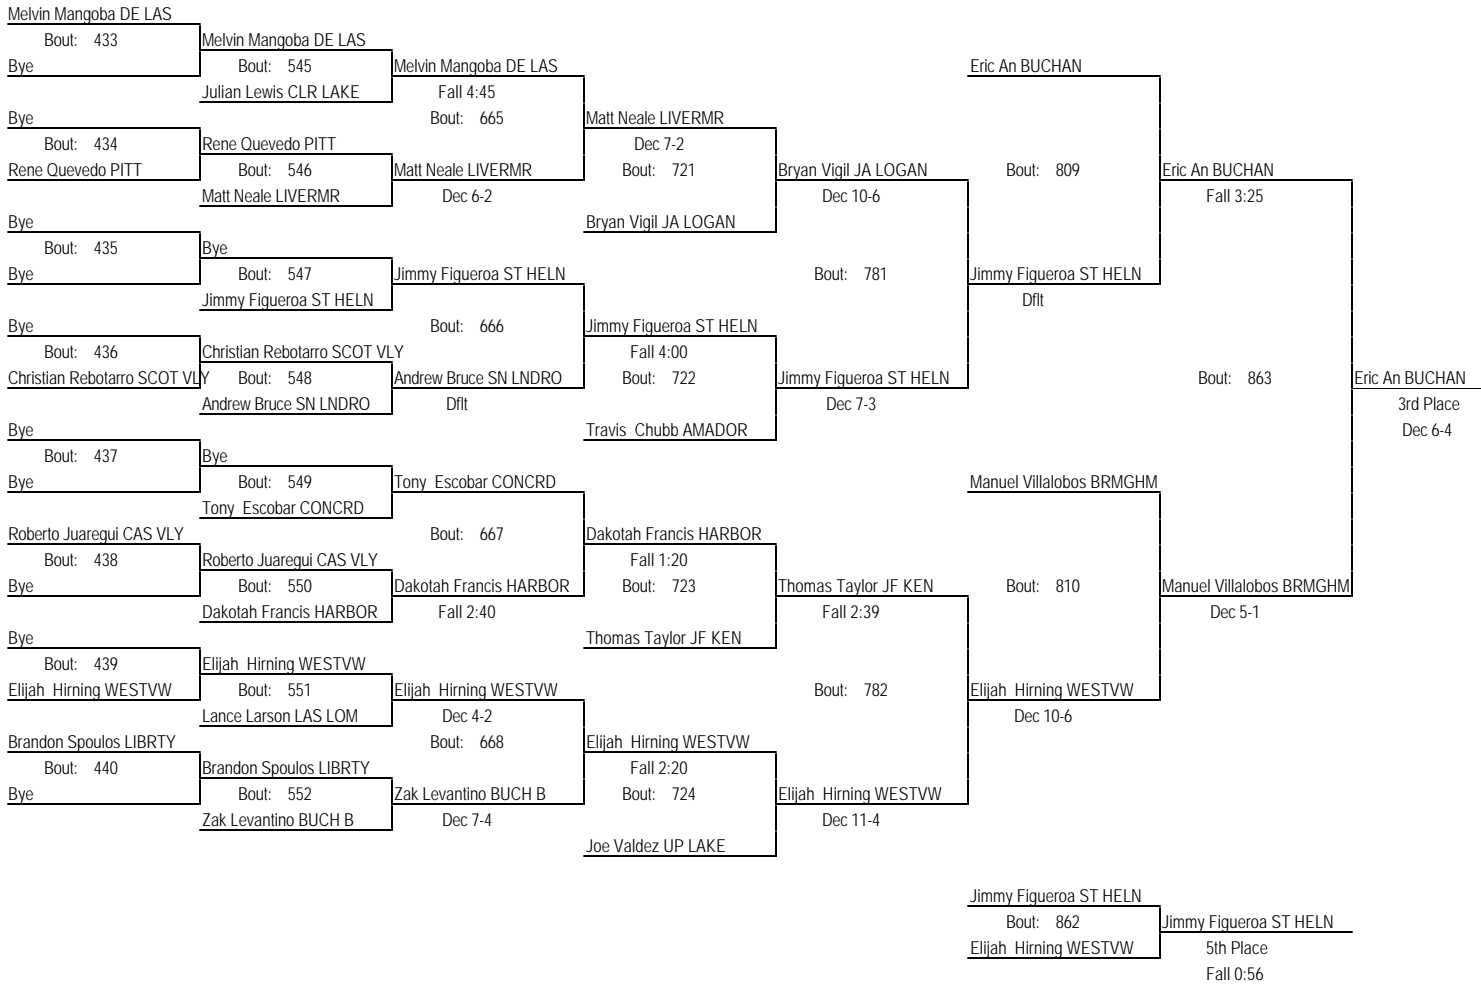 Melvin Mangoba DE LAS
Bout: 433
Bye
Bye
Bout: 434
Rene Quevedo PITT
Bye
Bout: 435
Bye
Bye
Bout: 436
Christian Rebotarro SCOT VLY
Bye
Bout: 437
Bye
Roberto Juaregui CAS VLY
Bout: 438
Bye
Bye
Bout: 439
Elijah Hirning WESTVW
Brandon Spoulos LIBRTY
Bout: 440
Bye
Melvin Mangoba DE LAS
Bout: 545
Julian Lewis CLR LAKE
Rene Quevedo PITT
Bout: 546
Matt Neale LIVERMR
Bye
Bout: 547
Jimmy Figueroa ST HELN
Christian Rebotarro SCOT VLY
Bout: 548
Andrew Bruce SN LNDRO
Bye
Bout: 549
Tony Escobar CONCRD
Roberto Juaregui CAS VLY
Bout: 550
Dakotah Francis HARBOR
Elijah Hirning WESTVW
Bout: 551
Lance Larson LAS LOM
Brandon Spoulos LIBRTY
Bout: 552
Zak Levantino BUCH B
Melvin Mangoba DE LAS
Fall 4:45
Bout: 665
Matt Neale LIVERMR
Dec 6-2
Jimmy Figueroa ST HELN
Bout: 666
Andrew Bruce SN LNDRO
Dflt
Tony Escobar CONCRD
Bout: 667
Dakotah Francis HARBOR
Fall 2:40
Elijah Hirning WESTVW
Dec 4-2
Bout: 668
Zak Levantino BUCH B
Dec 7-4
Matt Neale LIVERMR
Dec 7-2
Bout: 721
Bryan Vigil JA LOGAN
Jimmy Figueroa ST HELN
Fall 4:00
Bout: 722
Travis Chubb AMADOR
Dakotah Francis HARBOR
Fall 1:20
Bout: 723
Thomas Taylor JF KEN
Elijah Hirning WESTVW
Fall 2:20
Bout: 724
Joe Valdez UP LAKE
Bryan Vigil JA LOGAN
Dec 10-6
Bout: 781
Jimmy Figueroa ST HELN
Dec 7-3
Thomas Taylor JF KEN
Fall 2:39
Bout: 782
Elijah Hirning WESTVW
Dec 11-4
Eric An BUCHAN
Bout: 809
Jimmy Figueroa ST HELN
Dflt
Manuel Villalobos BRMGHM
Bout: 810
Elijah Hirning WESTVW
Dec 10-6
Eric An BUCHAN
Fall 3:25
Bout: 863
Manuel Villalobos BRMGHM
Dec 5-1
Eric An BUCHAN
3rd Place
Dec 6-4
Jimmy Figueroa ST HELN
Bout: 862
Elijah Hirning WESTVW
Jimmy Figueroa ST HELN
5th Place
Fall 0:56